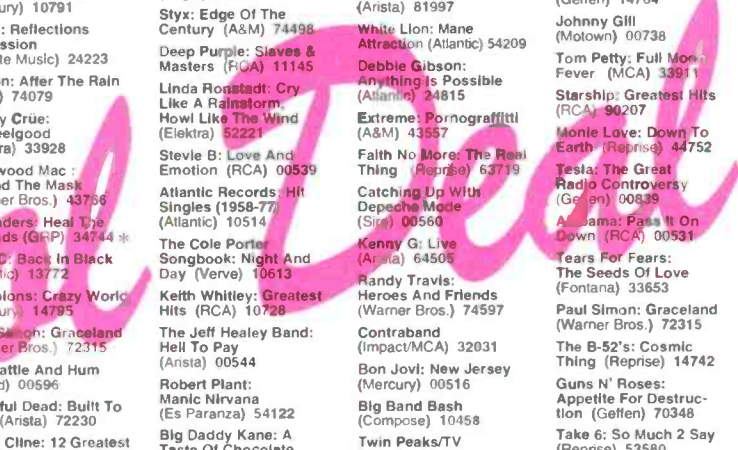 ury) 10791
: Reflections
ssion
te Music) 24223
n: After The Rain
) 74079
y Crüe:
eelgood
ra) 33928
wood Mac :
nd The Mask
er Bros.) 43766
nders: Heal The
nds (GRP) 34744 *
C: Back In Black
tic) 13772
ions: Crazy World
ury) 14795
Simon: Graceland
er Bros.) 72315
attle And Hum
d) 00596
ful Dead: Built To
(Arista) 72230
Cline: 12 Greatest
Styx: Edge Of The
Century (A&M) 74498
Deep Purple: Slaves &
Masters (RCA) 11145
Linda Ronstadt: Cry
Like A Rainstorm,
Howl Like The Wind
(Elektra) 52221
Stevie B: Love And
Emotion (RCA) 00539
Atlantic Records: Hit
Singles (1958-77)
(Atlantic) 10514
The Cole Porter
Songbook: Night And
Day (Verve) 10613
Keith Whitley: Greatest
Hits (RCA) 10728
The Jeff Healey Band:
Hell To Pay
(Arista) 00544
Robert Plant:
Manic Nirvana
(Es Paranza) 54122
Big Daddy Kane: A
Taste Of Chocolate
(Arista) 81997
White Lion: Mane
Attraction (Atlantic) 54209
Debbie Gibson:
Anything Is Possible
(Atlantic) 24815
Extreme: Pornograffitti
(A&M) 43557
Faith No More: The Real
Thing (Reprise) 63719
Catching Up With
Depeche Mode
(Sire) 00560
Kenny G: Live
(Arista) 64505
Randy Travis:
Heroes And Friends
(Warner Bros.) 74597
Contraband
(Impact/MCA) 32031
Bon Jovi: New Jersey
(Mercury) 00516
Big Band Bash
(Compose) 10458
Twin Peaks/TV
(Geffen) 14764
Johnny Gill
(Motown) 00738
Tom Petty: Full Moon
Fever (MCA) 33911
Starship: Greatest Hits
(RCA) 90207
Monie Love: Down To
Earth (Reprise) 44752
Tesla: The Great
Radio Controversy
(Geffen) 00839
Alabama: Pass It On
Down (RCA) 00531
Tears For Fears:
The Seeds Of Love
(Fontana) 33653
Paul Simon: Graceland
(Warner Bros.) 72315
The B-52's: Cosmic
Thing (Reprise) 14742
Guns N' Roses:
Appetite For Destruc-
tion (Geffen) 70348
Take 6: So Much 2 Say
(Reprise) 53580
al Deal